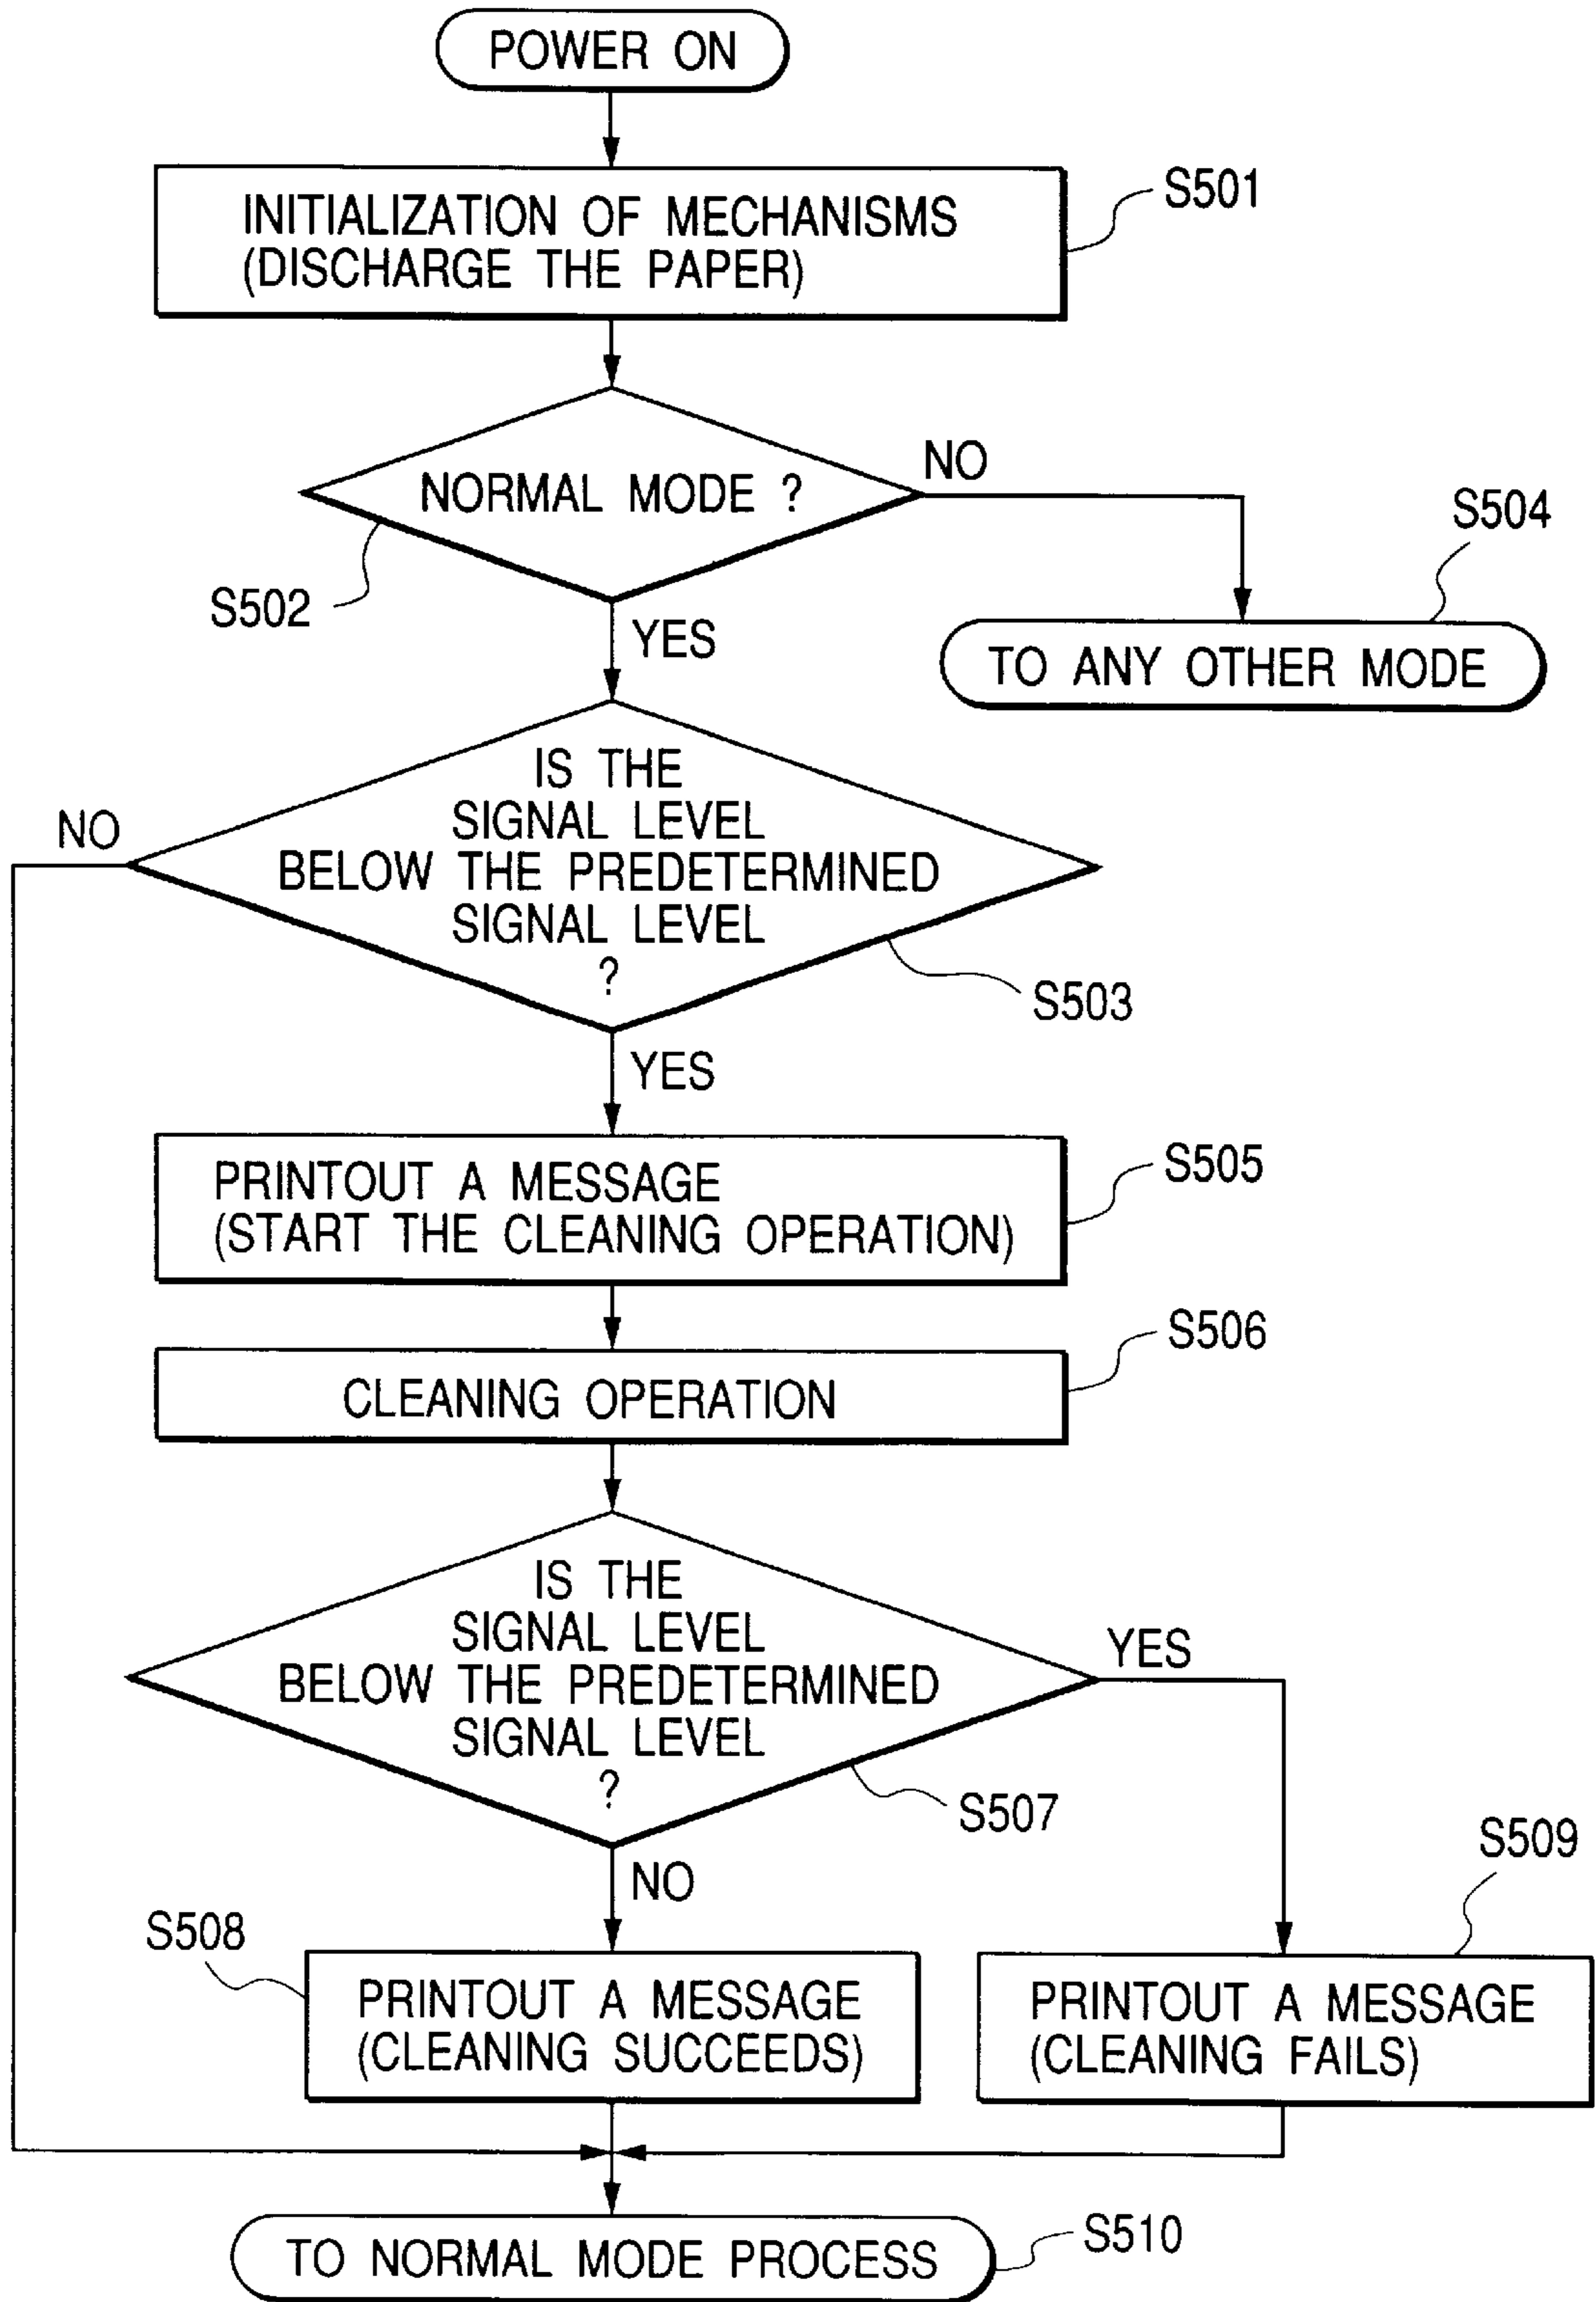 POWER ON
INITIALIZATION OF MECHANISMS
(DISCHARGE THE PAPER)
S501
NORMAL MODE ?
NO
S504
S502
YES
TO ANY OTHER MODE
IS THE
SIGNAL LEVEL
BELOW THE PREDETERMINED
SIGNAL LEVEL
?
NO
S503
YES
PRINTOUT A MESSAGE
(START THE CLEANING OPERATION)
S505
CLEANING OPERATION
S506
IS THE
SIGNAL LEVEL
BELOW THE PREDETERMINED
SIGNAL LEVEL
?
YES
S507
NO
S509
S508
PRINTOUT A MESSAGE
(CLEANING SUCCEEDS)
PRINTOUT A MESSAGE
(CLEANING FAILS)
TO NORMAL MODE PROCESS
S510